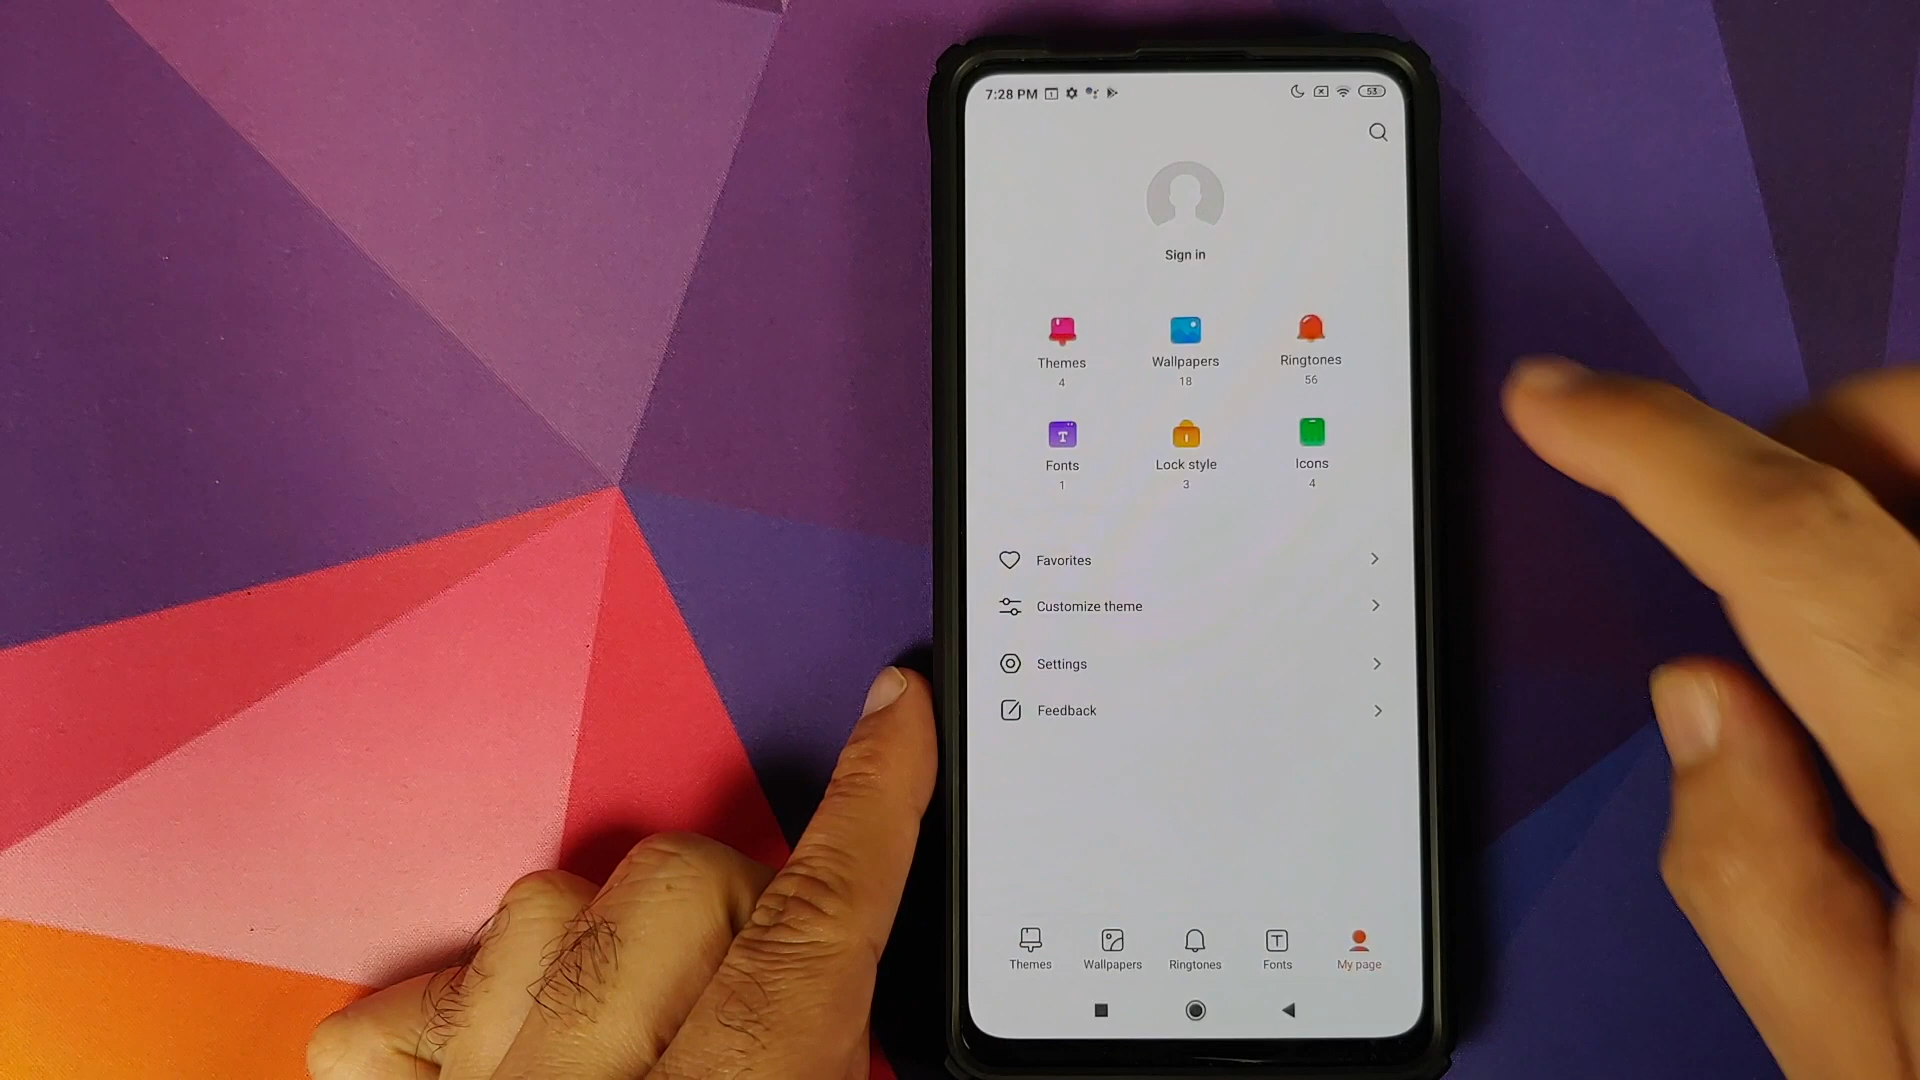 7:28 PM
53
Sign in
Themes Wallpapers Ringtones
4 18 56
Fonts Lock style Icons
1 3 4
Favorites
Customize theme
Settings
Feedback
Themes Wallpapers Ringtones Fonts My page